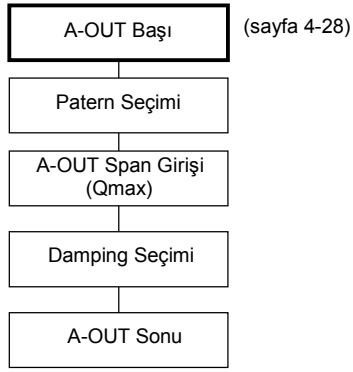 A-OUT Başı (sayfa 4-28)
Patern Seçimi
A-OUT Span Girişi
(Qmax)
Damping Seçimi
A-OUT Sonu